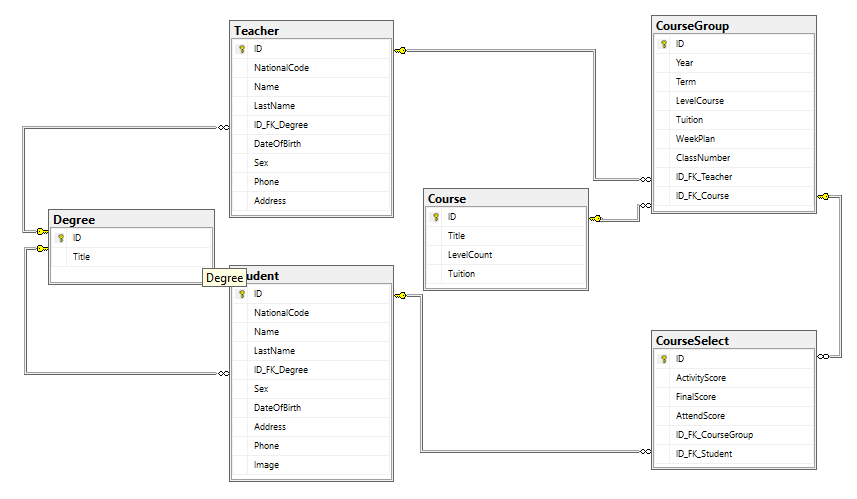 Teacher
ID
NationalCode
Name
LastName
ID_FK_Degree
DateOfBirth
Sex
Phone
Address
CourseGroup
ID
Year
Term
LevelCourse
Tuition
WeekPlan
ClassNumber
ID_FK_Teacher
ID_FK_Course
Course
ID
Title
LevelCount
Tuition
Degree
ID
Title
Degree
udent
ID
NationalCode
Name
LastName
ID_FK_Degree
Sex
DateOfBirth
Address
Phone
Image
CourseSelect
ID
ActivityScore
FinalScore
AttendScore
ID_FK_CourseGroup
ID_FK_Student